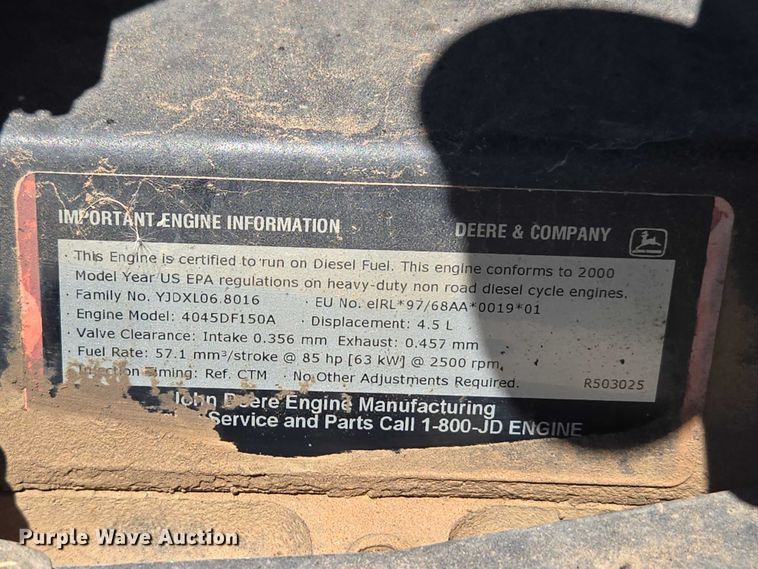 IMPORTANT ENGINE INFORMATION DEERE & COMPANY
· This Engine is certified to run on Diesel Fuel. This engine conforms to 2000
Model Year US EPA regulations on heavy-duty non road diesel cycle engines.
· Family No. YJDXL06.8016 · EU No. elRL*97/68AA*0019*01
· Engine Model: 4045DF150A · Displacement: 4.5 L
· Valve Clearance: Intake 0.356 mm Exhaust: 0.457 mm
· Fuel Rate: 57.1 mm³/stroke @ 85 hp [63 kW] @ 2500 rpm
· Injection Timing: Ref. CTM · No Other Adjustments Required. R503025
John Deere Engine Manufacturing
Service and Parts Call 1-800-JD ENGINE
Purple Wave Auction